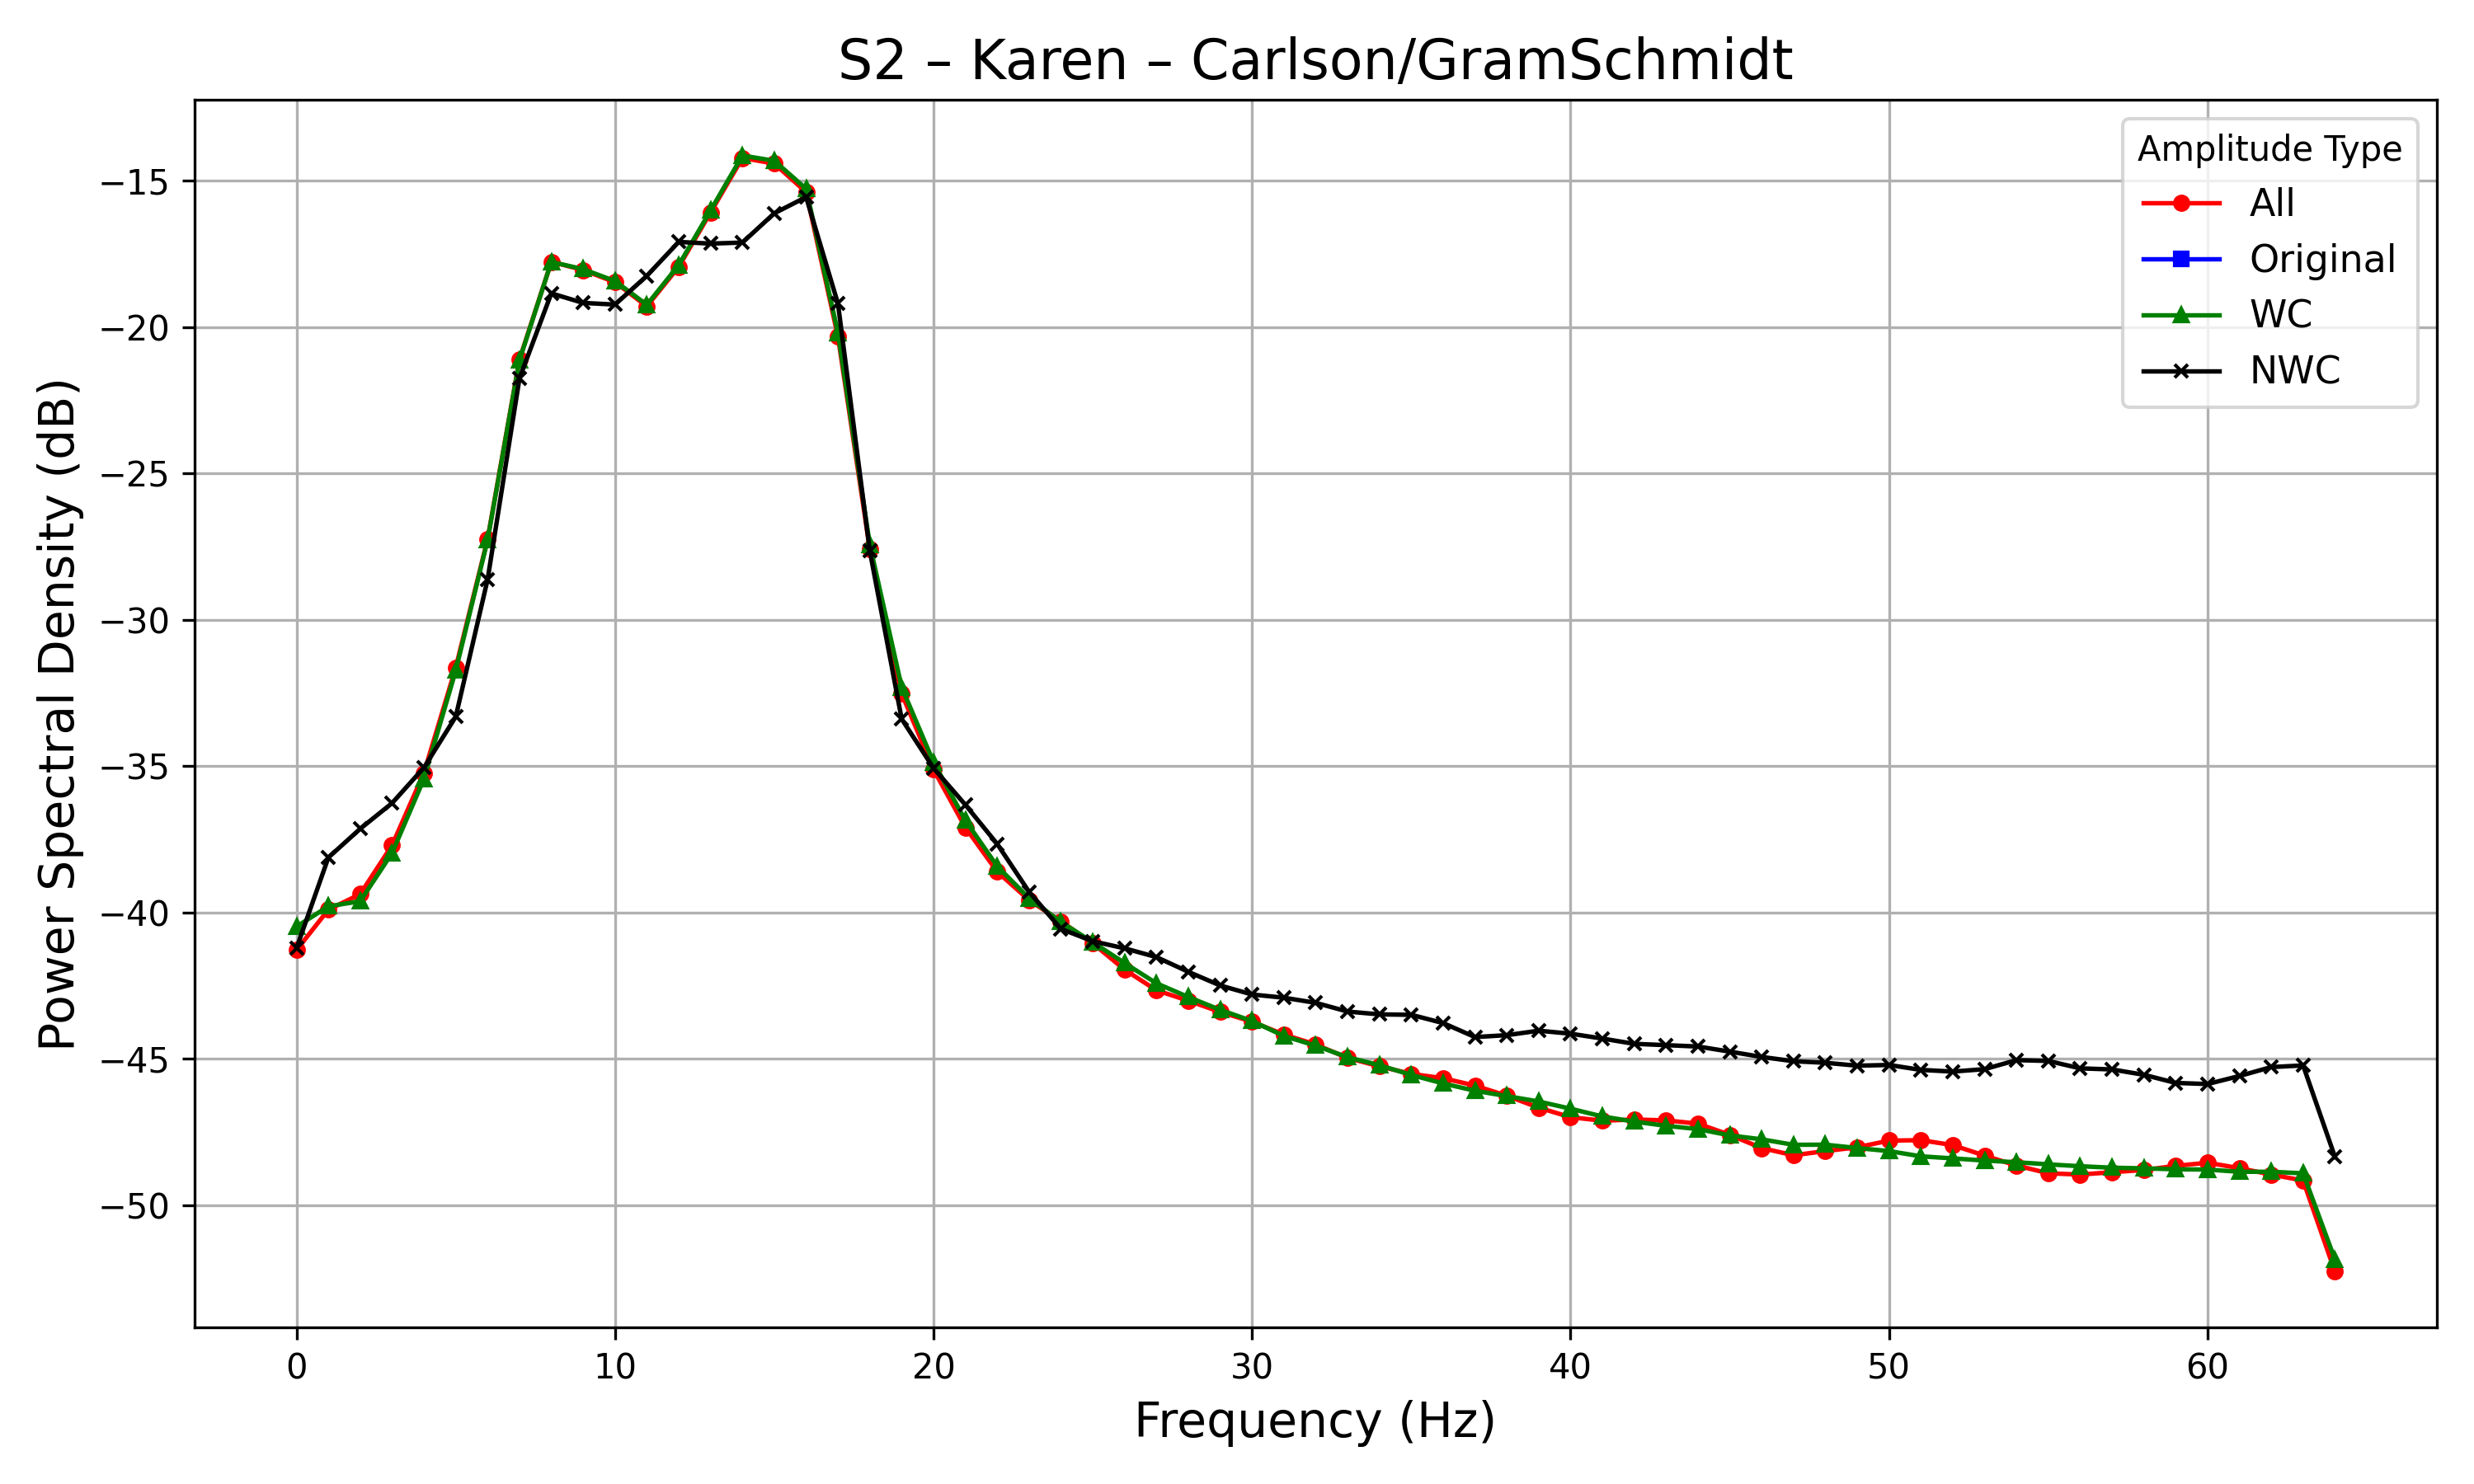 S2 – Karen – Carlson/GramSchmidt
Power Spectral Density (dB)
−15
−20
−25
−30
−35
−40
−45
−50
Amplitude Type
All
Original
WC
NWC
0 10 20 30 40 50 60
Frequency (Hz)